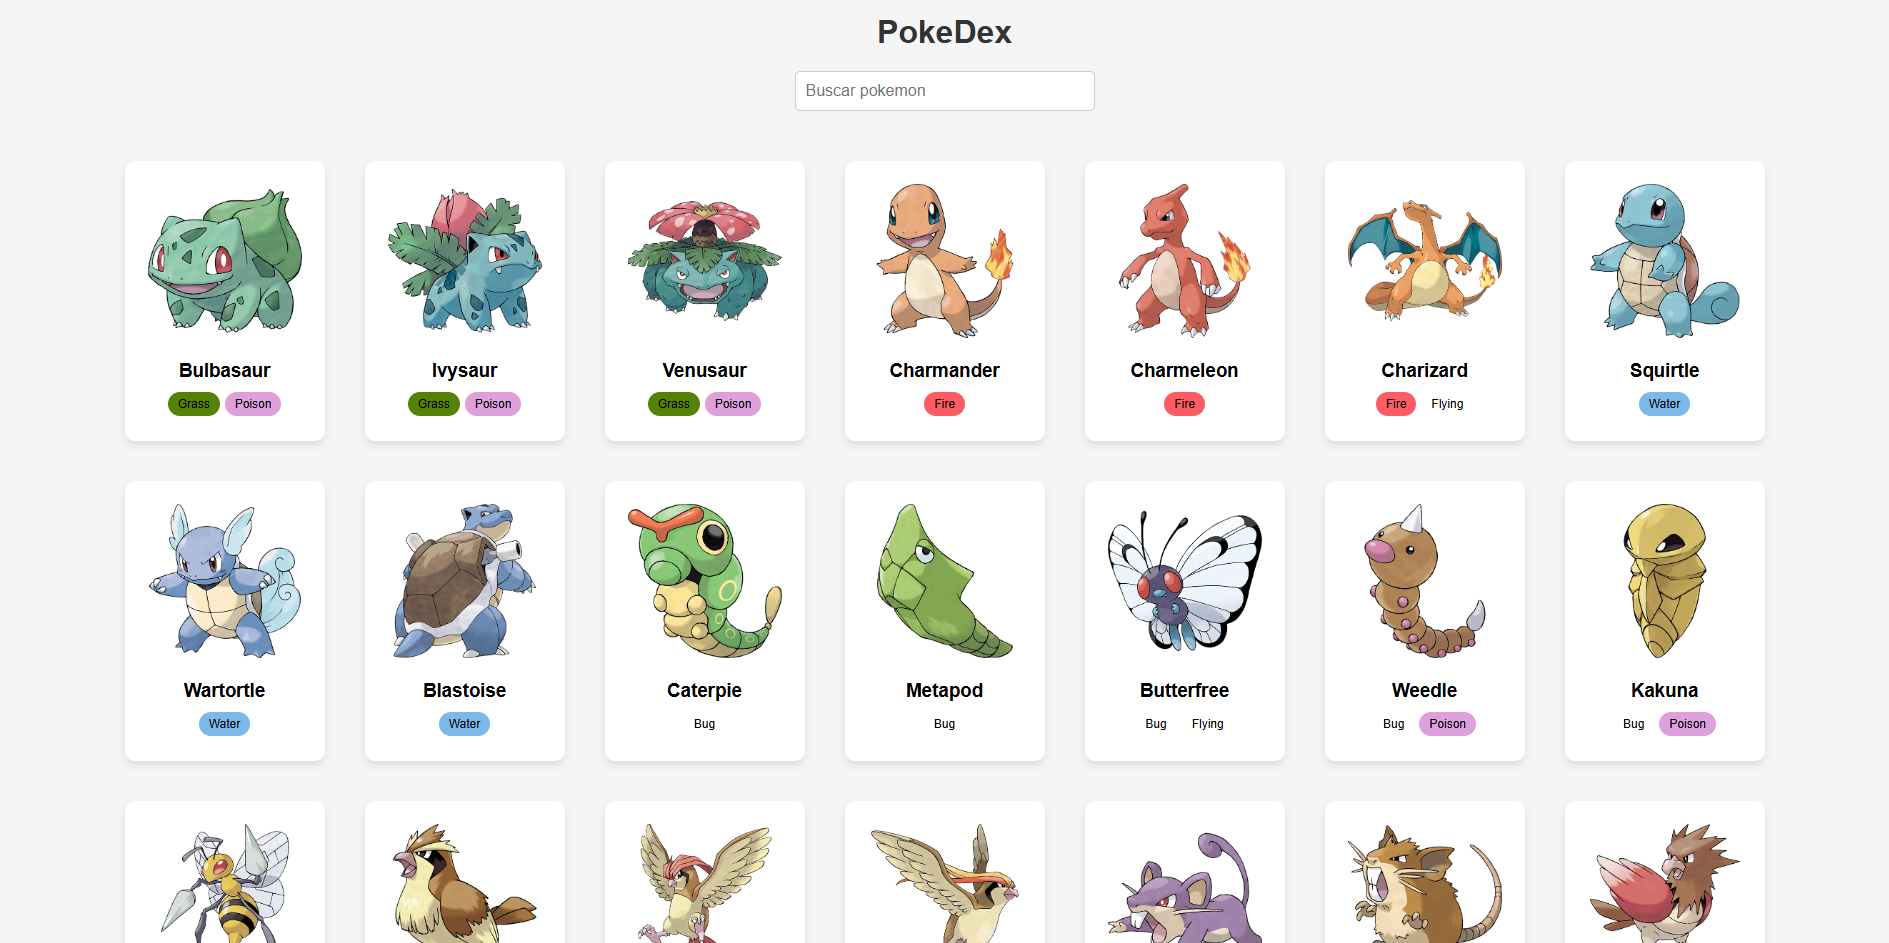 PokeDex
Buscar pokemon
Bulbasaur
Grass Poison
Ivysaur
Grass Poison
Venusaur
Grass Poison
Charmander
Fire
Charmeleon
Fire
Charizard
Fire Flying
Squirtle
Water
Wartortle
Water
Blastoise
Water
Caterpie
Bug
Metapod
Bug
Butterfree
Bug Flying
Weedle
Bug Poison
Kakuna
Bug Poison